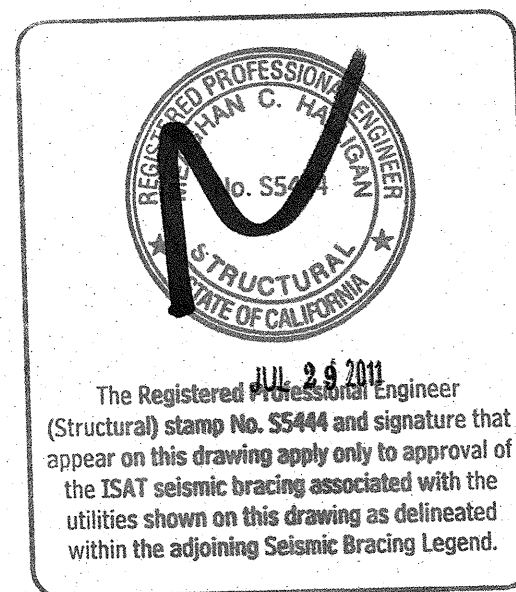 REGISTERED PROFESSIONAL ENGINEER
C.
No. S5
STRUCTURAL
STATE OF CALIFORNIA
JUL 29 2011
The Registered Professional Engineer
(Structural) stamp No. S5444 and signature that
appear on this drawing apply only to approval of
the ISAT seismic bracing associated with the
utilities shown on this drawing as delineated
within the adjoining Seismic Bracing Legend.